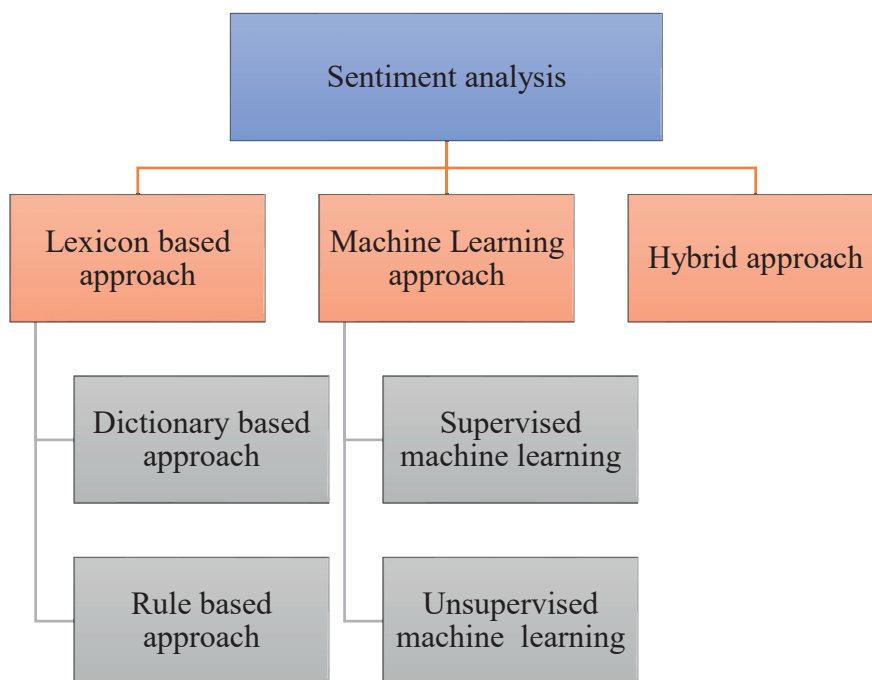 Sentiment analysis
Lexicon based
approach
Machine Learning
approach
Hybrid approach
Dictionary based
approach
Supervised
machine learning
Rule based
approach
Unsupervised
machine  learning